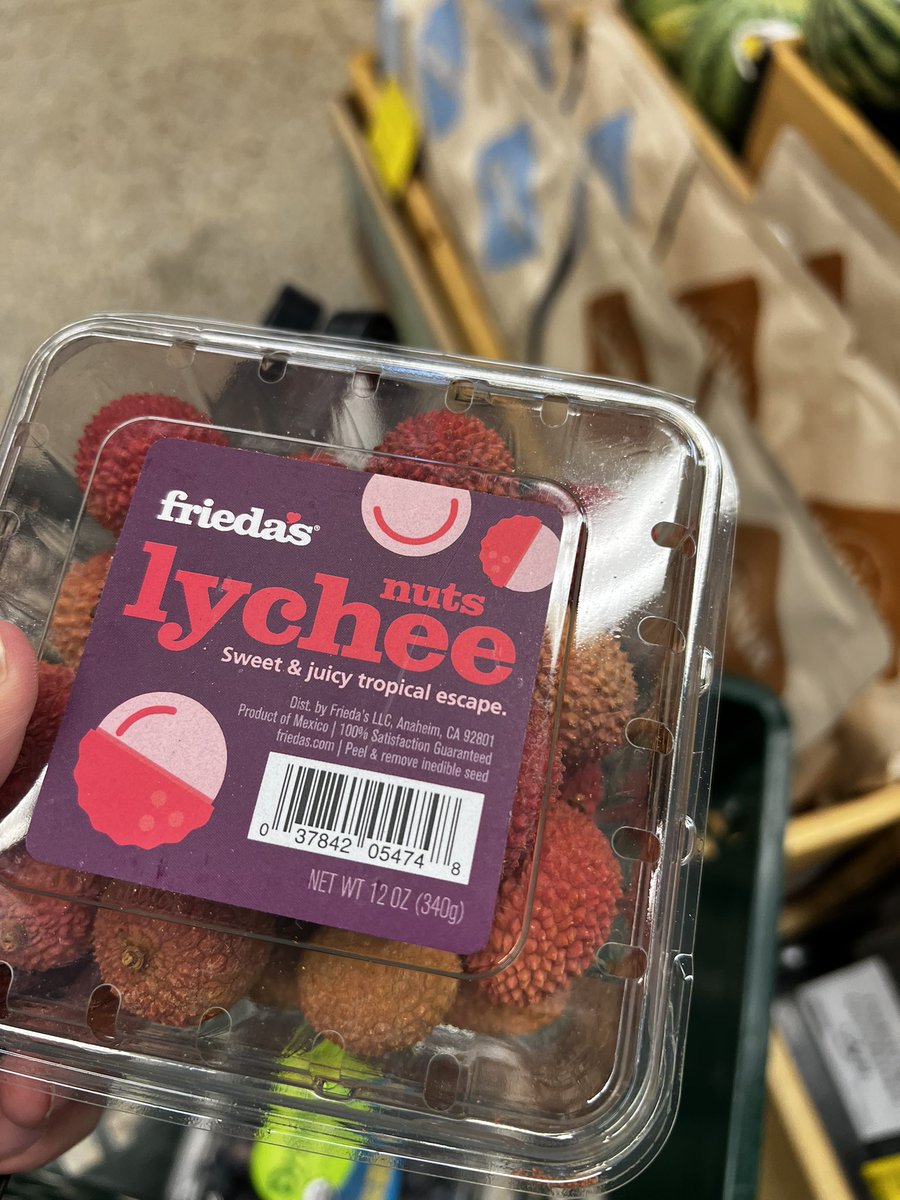 frieda's®
nuts
lychee
Sweet & juicy tropical escape.
Dist. by Frieda's LLC, Anaheim, CA 92801
Product of Mexico | 100% Satisfaction Guaranteed
friedas.com | Peel & remove inedible seed
0 37842 05474 8
NET WT 12 OZ (340g)